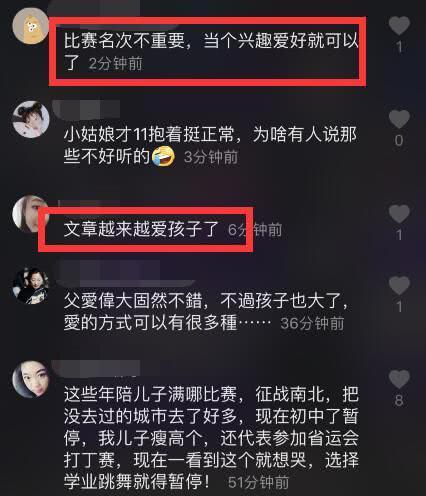 比赛名次不重要，当个兴趣爱好就可以
了 2分钟前
1
小姑娘才11抱着挺正常，为啥有人说那
些不好听的🤣 3分钟前
0
文章越来越爱孩子了 6分钟前
1
父愛偉大固然不錯，不過孩子也大了，
愛的方式可以有很多種⋯⋯ 36分钟前
1
这些年陪儿子满哪比赛，征战南北，把
没去过的城市去了好多，现在初中了暂
停，我儿子瘦高个，还代表参加省运会
打丁赛，现在一看到这个就想哭，选择
学业跳舞就得暂停！ 51分钟前
8